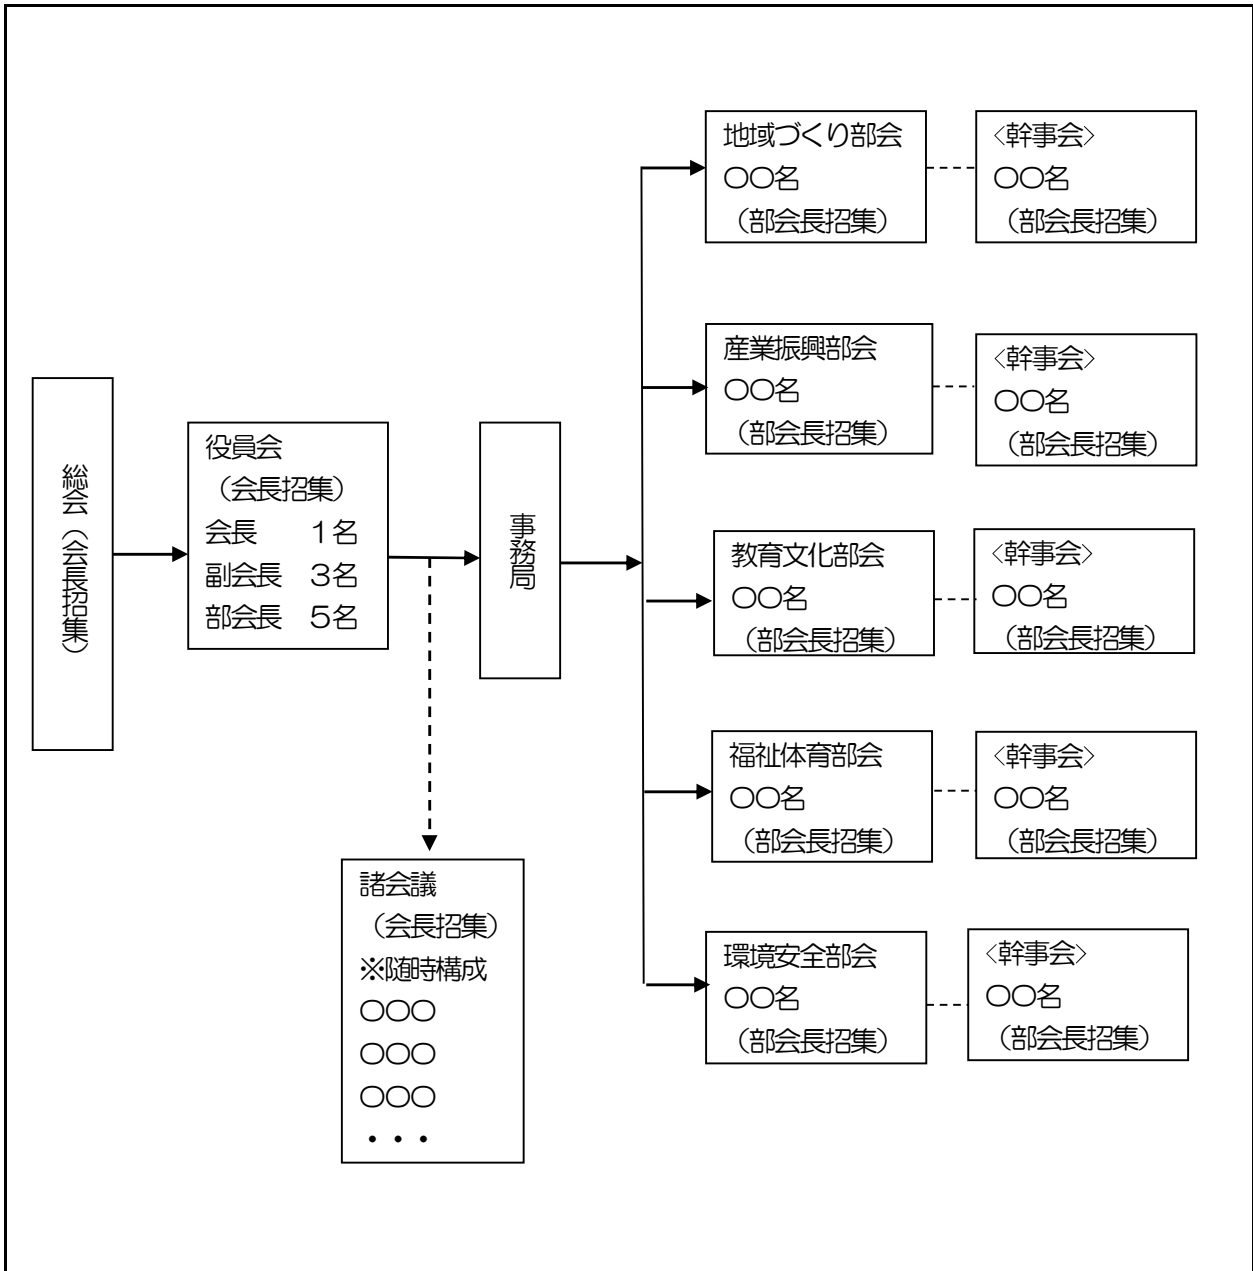 総会（会長招集）
役員会
（会長招集）
会長　　１名
副会長　３名
部会長　５名
事務局
諸会議
（会長招集）
※随時構成
〇〇〇
〇〇〇
〇〇〇
・・・
地域づくり部会
〇〇名
（部会長招集）
<幹事会>
〇〇名
（部会長招集）
産業振興部会
〇〇名
（部会長招集）
<幹事会>
〇〇名
（部会長招集）
教育文化部会
〇〇名
（部会長招集）
<幹事会>
〇〇名
（部会長招集）
福祉体育部会
〇〇名
（部会長招集）
<幹事会>
〇〇名
（部会長招集）
環境安全部会
〇〇名
（部会長招集）
<幹事会>
〇〇名
（部会長招集）